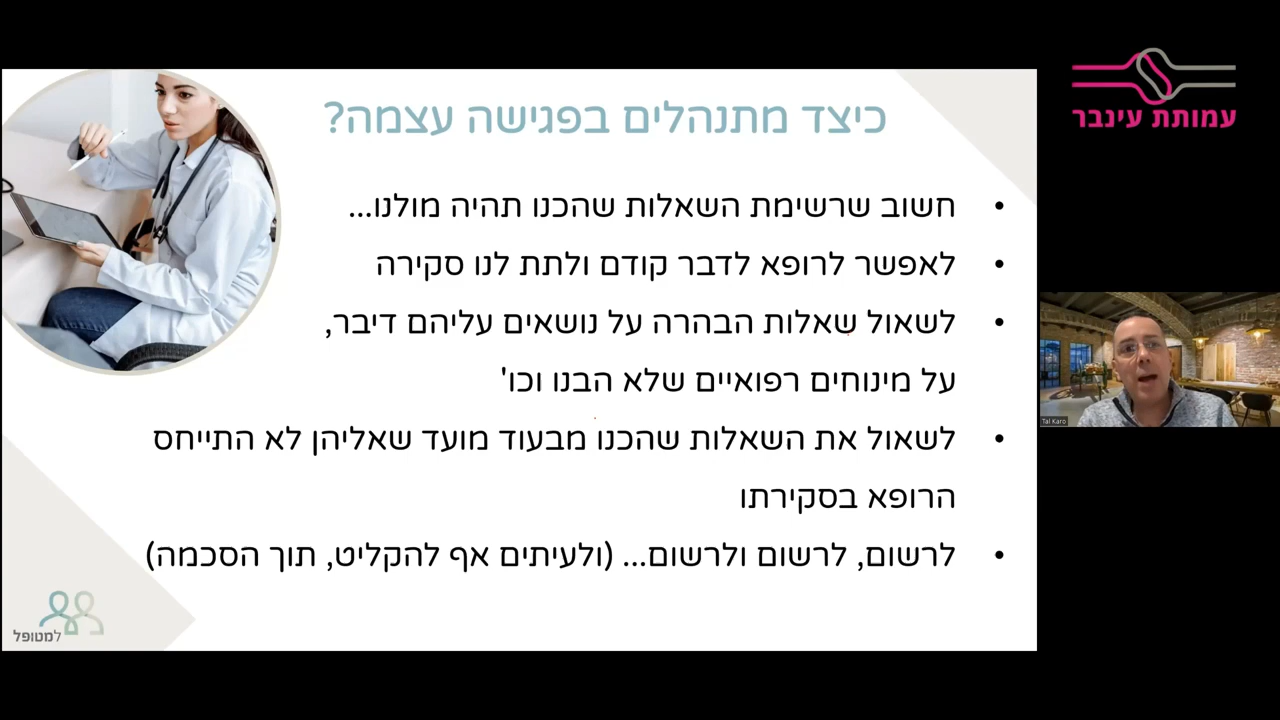 כיצד מתנהלים בפגישה עצמה?
• חשוב שרשימת השאלות שהכנו תהיה מולנו...
• לאפשר לרופא לדבר קודם ולתת לנו סקירה
• לשאול שאלות הבהרה על נושאים עליהם דיבר,
על מינוחים רפואיים שלא הבנו וכו'
• לשאול את השאלות שהכנו מבעוד מועד שאליהן לא התייחס
הרופא בסקירתו
• לרשום, לרשום ולרשום... (ולעיתים אף להקליט, תוך הסכמה)
למטופל
עמותת עינבר
Tal Karo